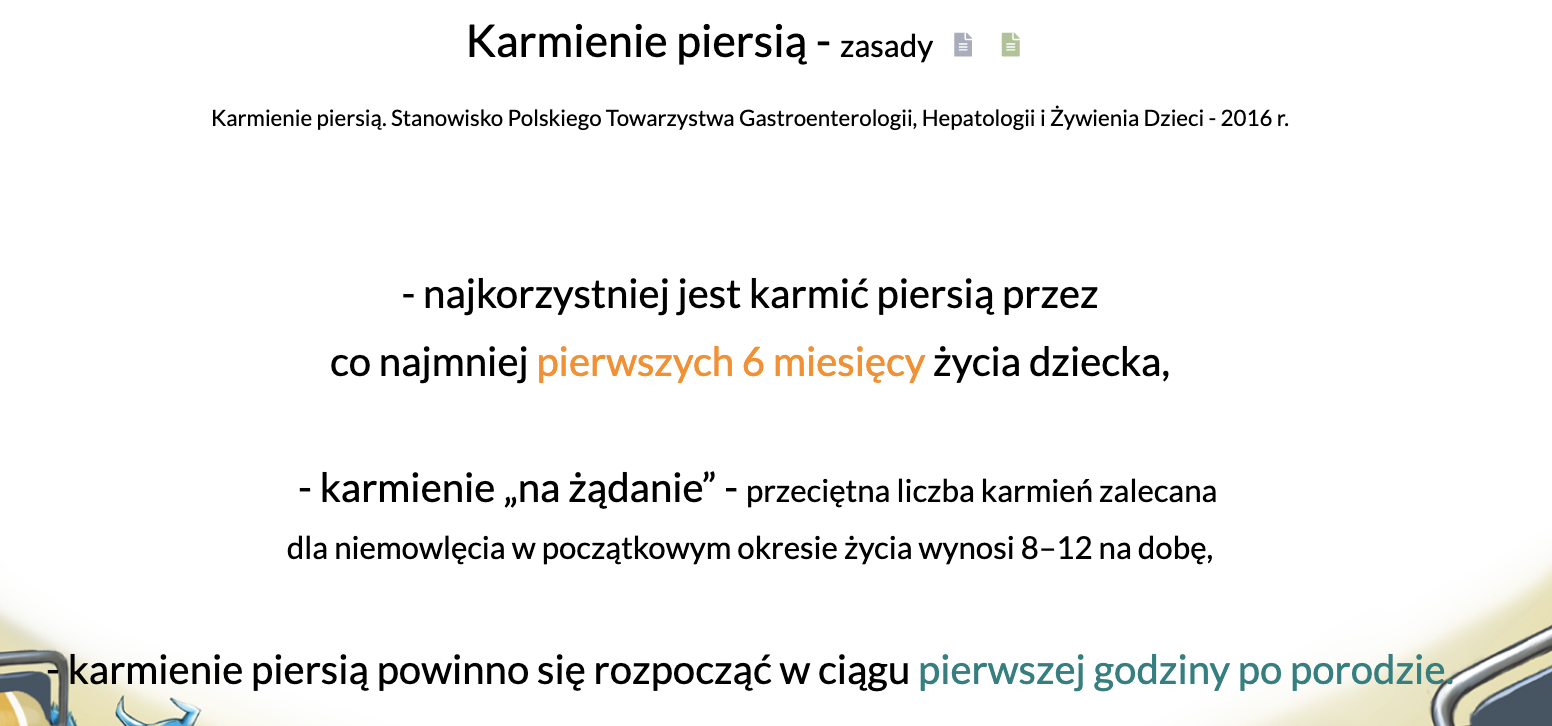 Karmienie piersią - zasady
Karmienie piersią. Stanowisko Polskiego Towarzystwa Gastroenterologii, Hepatologii i Żywienia Dzieci - 2016 r.
- najkorzystniej jest karmić piersią przez
co najmniej pierwszych 6 miesięcy życia dziecka,
- karmienie „na żądanie” - przeciętna liczba karmień zalecana
dla niemowlęcia w początkowym okresie życia wynosi 8–12 na dobę,
- karmienie piersią powinno się rozpocząć w ciągu pierwszej godziny po porodzie.